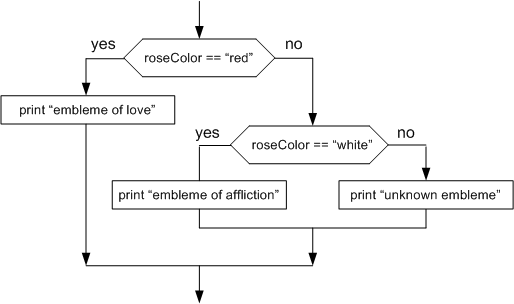 yes
roseColor == “red”
no
print “embleme of love”
yes
roseColor == “white”
no
print “embleme of affliction”
print “unknown embleme”